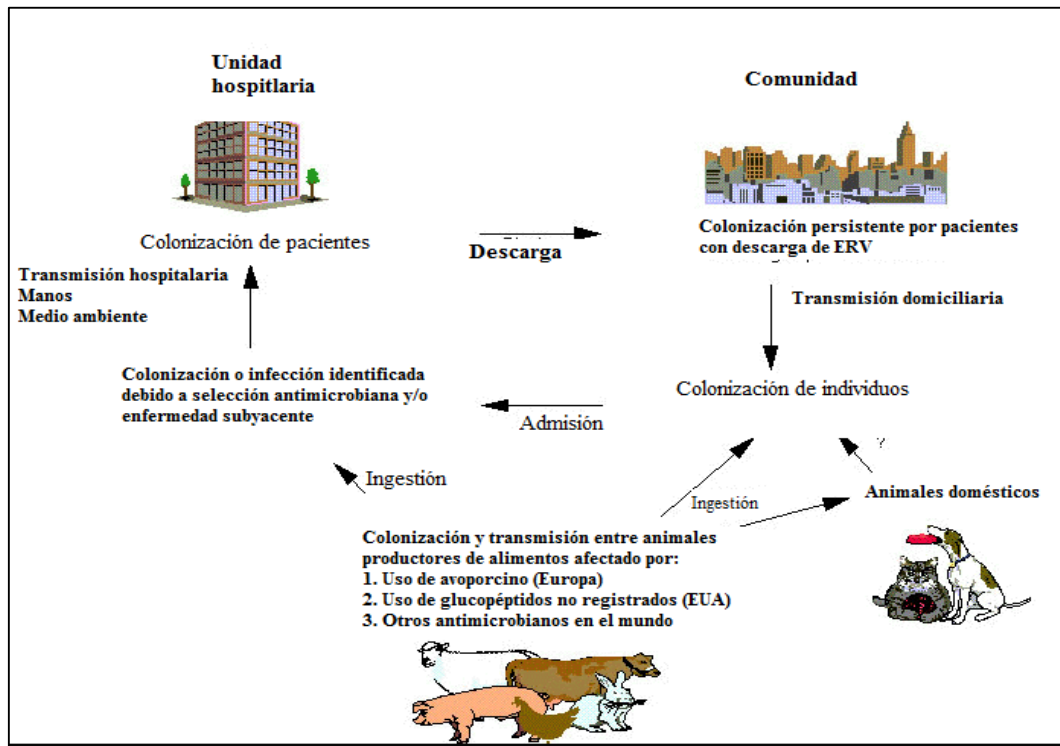 Unidad
hospitlaria
Comunidad
Colonización de pacientes
Descarga
Colonización persistente por pacientes
con descarga de ERV
Transmisión hospitalaria
Manos
Medio ambiente
Transmisión domiciliaria
Colonización o infección identificada
debido a selección antimicrobiana y/o
enfermedad subyacente
Admisión
Colonización de individuos
?
Ingestión
Ingestión
Animales domésticos
Colonización y transmisión entre animales
productores de alimentos afectado por:
1. Uso de avoporcino (Europa)
2. Uso de glucopéptidos no registrados (EUA)
3. Otros antimicrobianos en el mundo